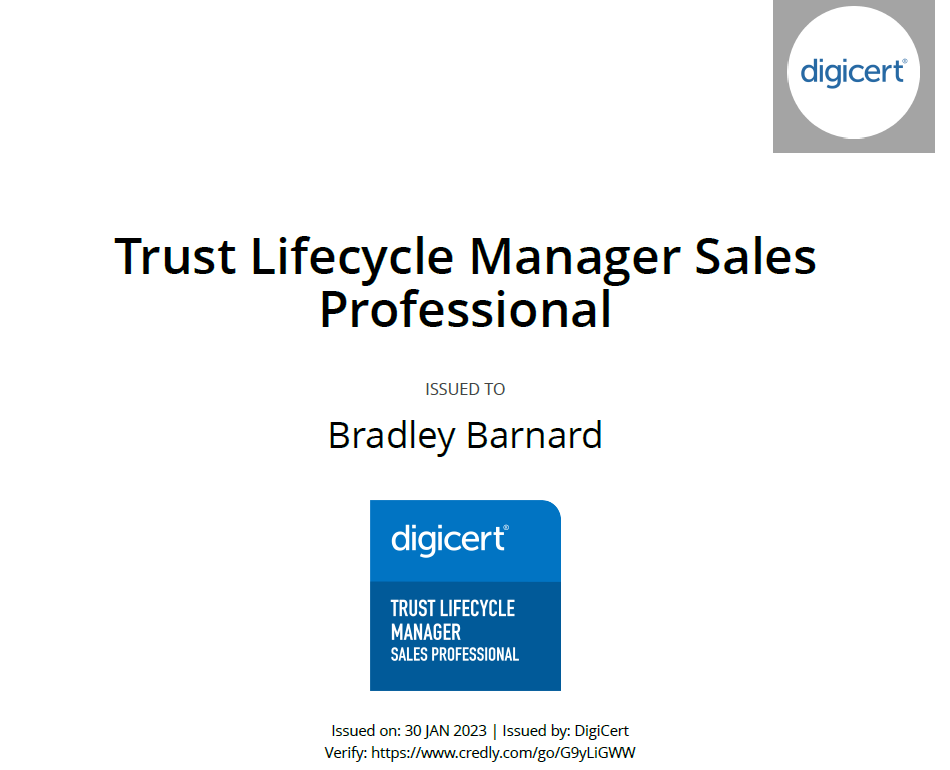 digicert®
Trust Lifecycle Manager Sales
Professional
ISSUED TO
Bradley Barnard
digicert®
TRUST LIFECYCLE
MANAGER
SALES PROFESSIONAL
Issued on: 30 JAN 2023 | Issued by: DigiCert
Verify: https://www.credly.com/go/G9yLiGWW